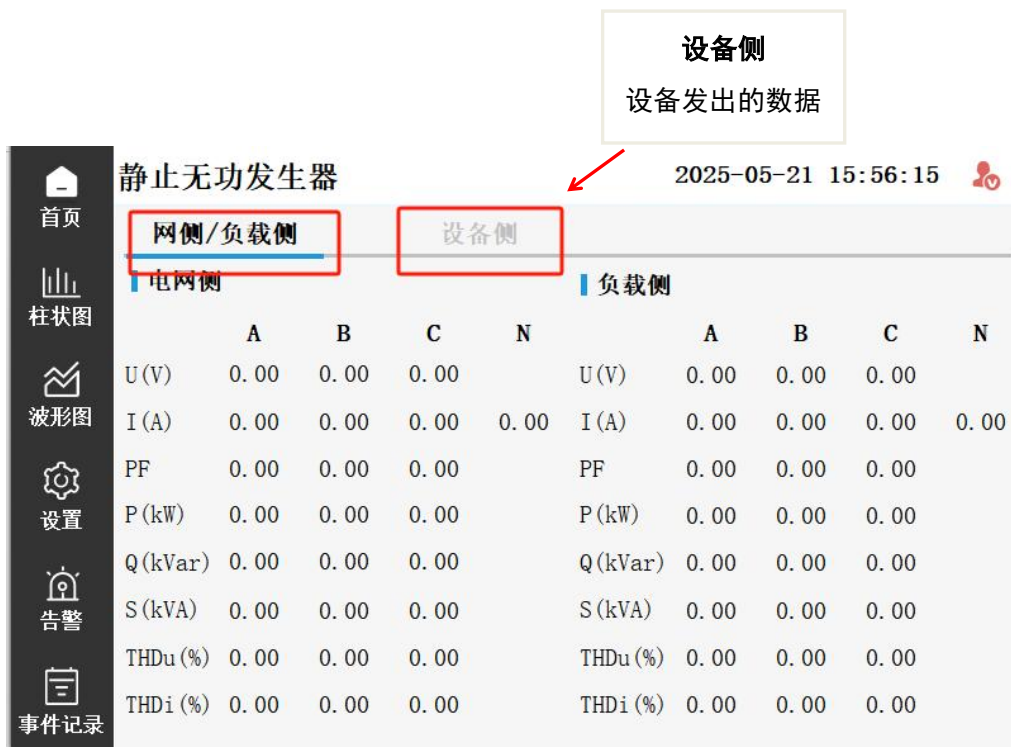 设备侧
设备发出的数据
静止无功发生器 2025-05-21 15:56:15
首页
网侧/负载侧 设备侧
电网侧 负载侧
柱状图
A B C N A B C N
U(V) 0.00 0.00 0.00 U(V) 0.00 0.00 0.00
波形图
I(A) 0.00 0.00 0.00 0.00 I(A) 0.00 0.00 0.00 0.00
PF 0.00 0.00 0.00 PF 0.00 0.00 0.00
设置
P(kW) 0.00 0.00 0.00 P(kW) 0.00 0.00 0.00
Q(kVar) 0.00 0.00 0.00 Q(kVar) 0.00 0.00 0.00
告警
S(kVA) 0.00 0.00 0.00 S(kVA) 0.00 0.00 0.00
THDu(%) 0.00 0.00 0.00 THDu(%) 0.00 0.00 0.00
THDi(%) 0.00 0.00 0.00 THDi(%) 0.00 0.00 0.00
事件记录